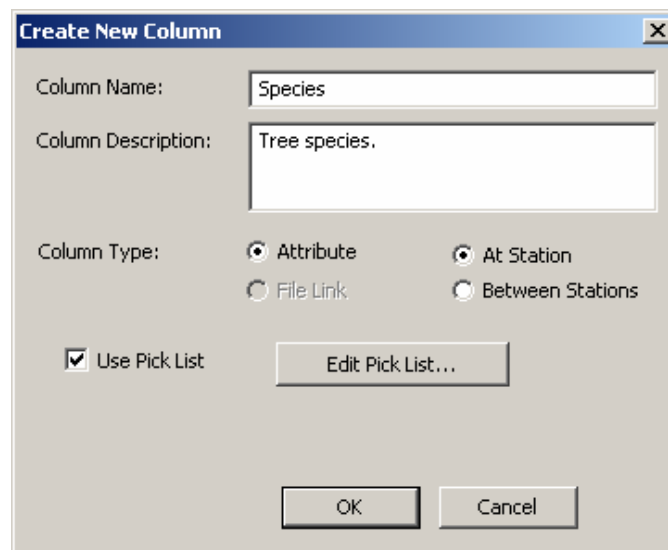 Create New Column
Column Name: Species
Column Description: Tree species.
Column Type: Attribute At Station
File Link Between Stations
Use Pick List Edit Pick List...
OK Cancel